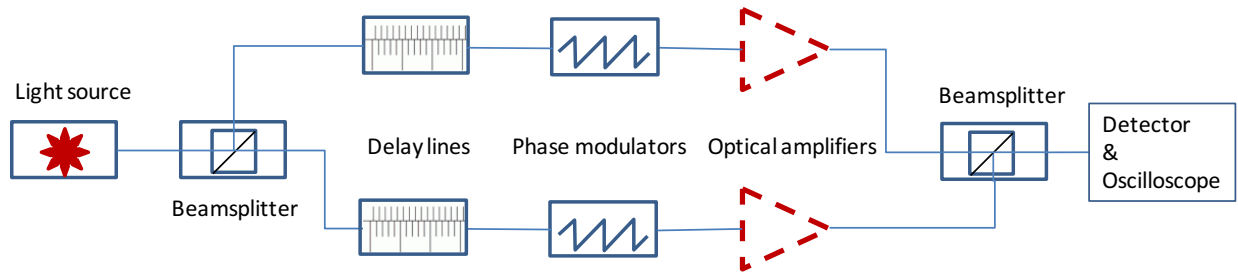 Light source
Beamsplitter
Delay lines
Phase modulators
Optical amplifiers
Beamsplitter
Detector
&
Oscilloscope